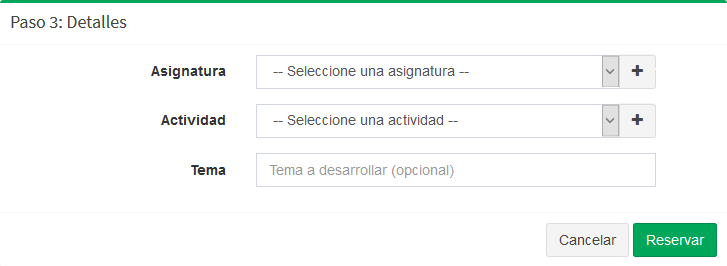 Paso 3: Detalles
Asignatura -- Seleccione una asignatura -- +
Actividad -- Seleccione una actividad -- +
Tema Tema a desarrollar (opcional)
Cancelar Reservar